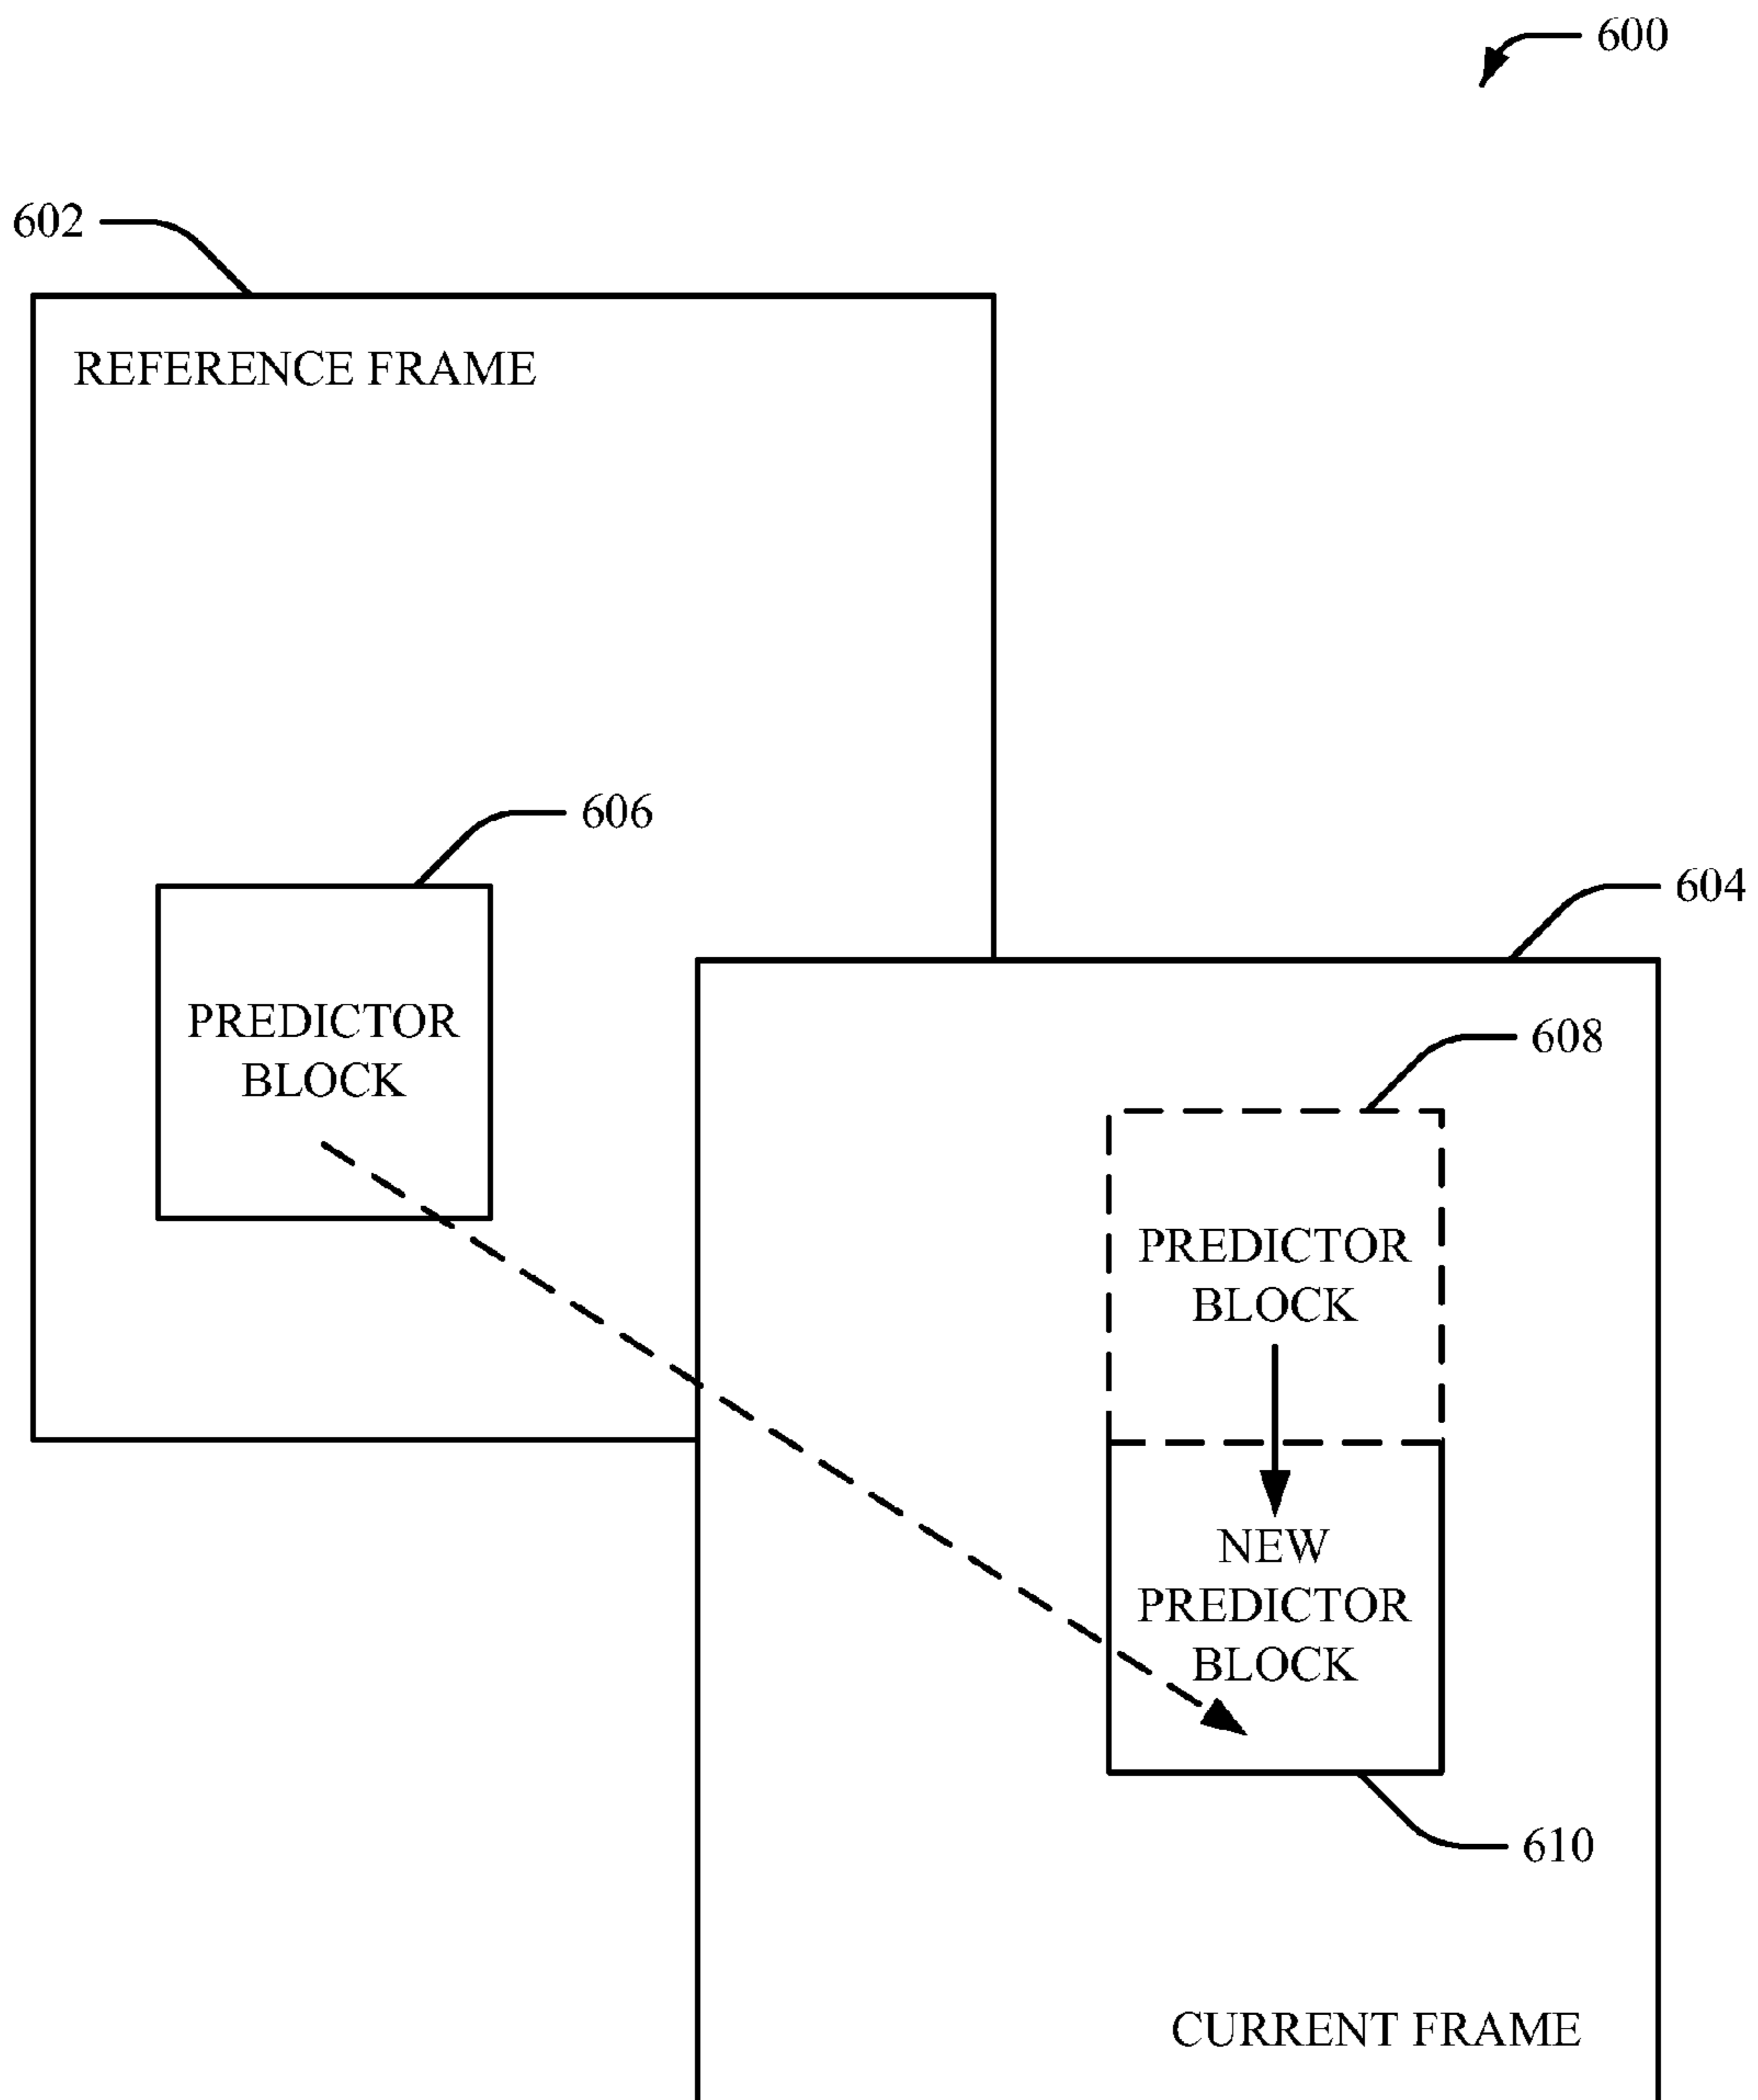 600
602
REFERENCE FRAME
606
604
PREDICTOR
BLOCK
608
PREDICTOR
BLOCK
NEW
PREDICTOR
BLOCK
610
CURRENT FRAME